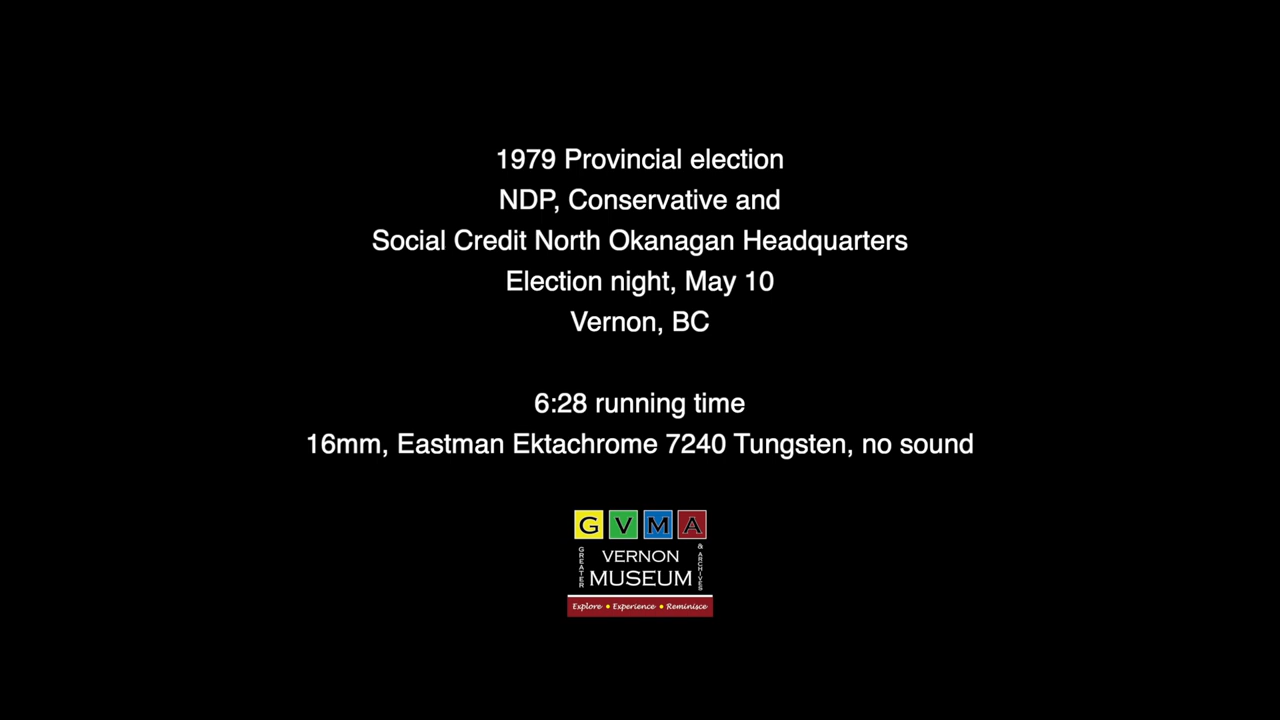 1979 Provincial election
NDP, Conservative and
Social Credit North Okanagan Headquarters
Election night, May 10
Vernon, BC
6:28 running time
16mm, Eastman Ektachrome 7240 Tungsten, no sound
G V M A
GREATER
VERNON
MUSEUM
& ARCHIVES
Explore • Experience • Reminisce